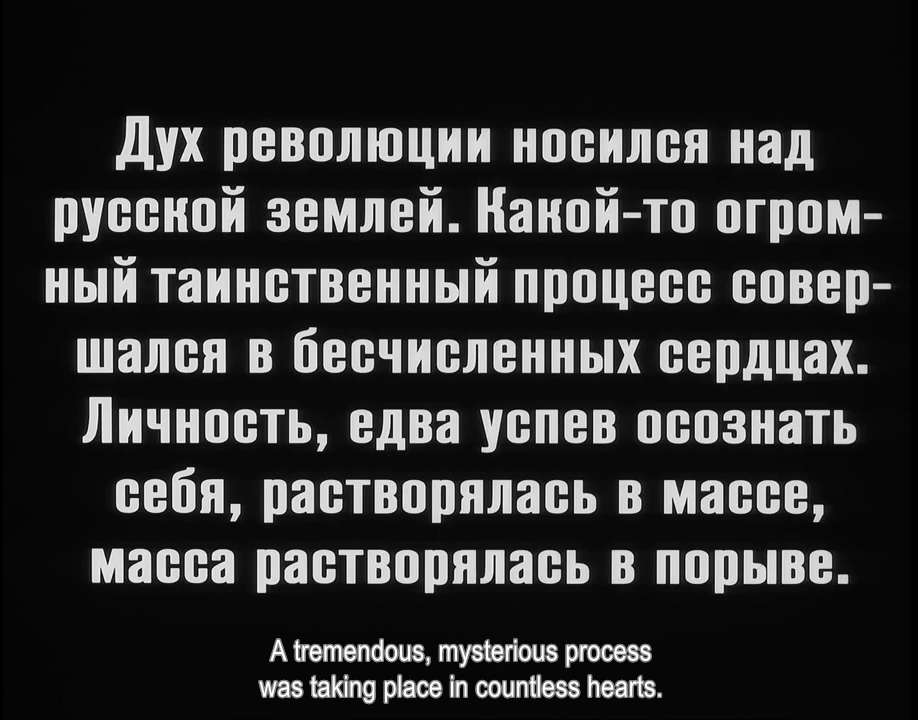 Дух революции носился над
русской землей. Какой-то огром-
ный таинственный процесс совер-
шался в бесчисленных сердцах.
Личность, едва успев осознать
себя, растворялась в массе,
масса растворялась в порыве.
A tremendous, mysterious process
was taking place in countless hearts.